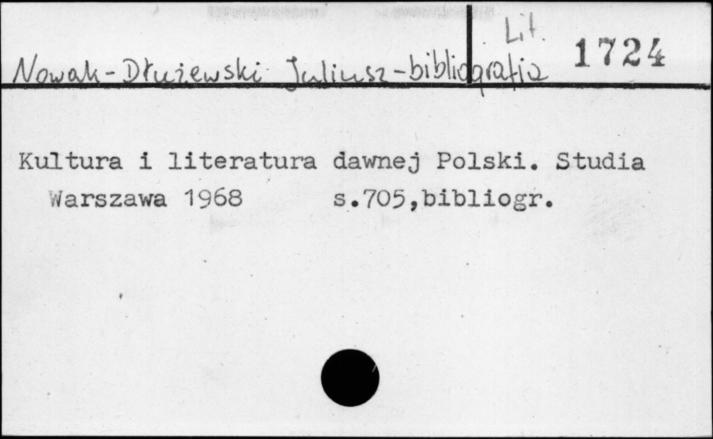 Lit. 1724
Nowak-Dłużewski Juliusz-bibliografia
Kultura i literatura dawnej Polski. Studia
Warszawa 1968 s.705,bibliogr.